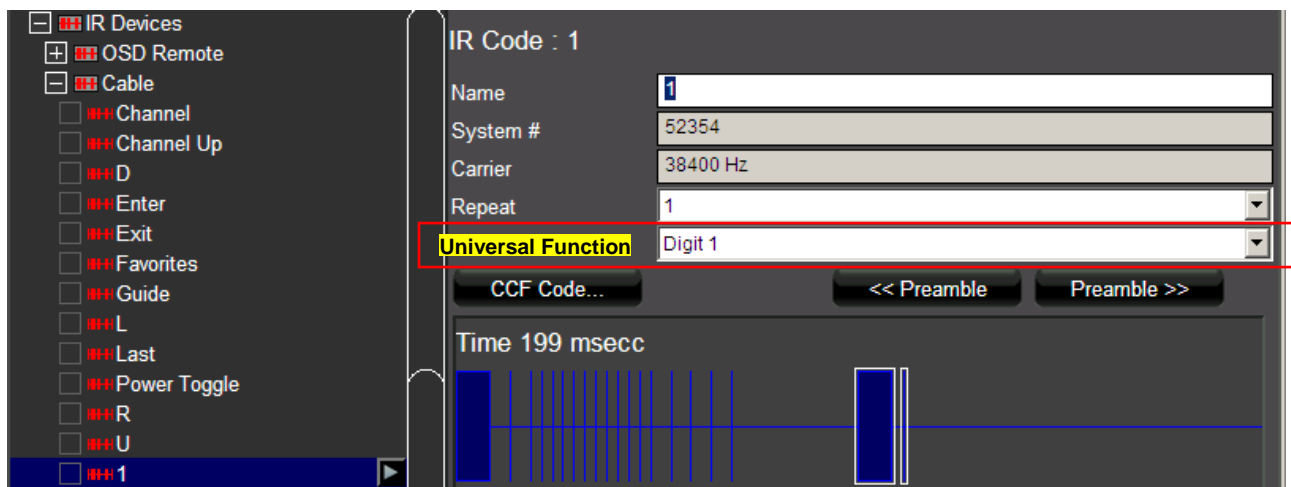 IR Devices
OSD Remote
Cable
Channel
Channel Up
D
Enter
Exit
Favorites
Guide
L
Last
Power Toggle
R
U
1
IR Code : 1
Name 1
System # 52354
Carrier 38400 Hz
Repeat 1
Universal Function Digit 1
CCF Code... << Preamble Preamble >>
Time 199 msecc